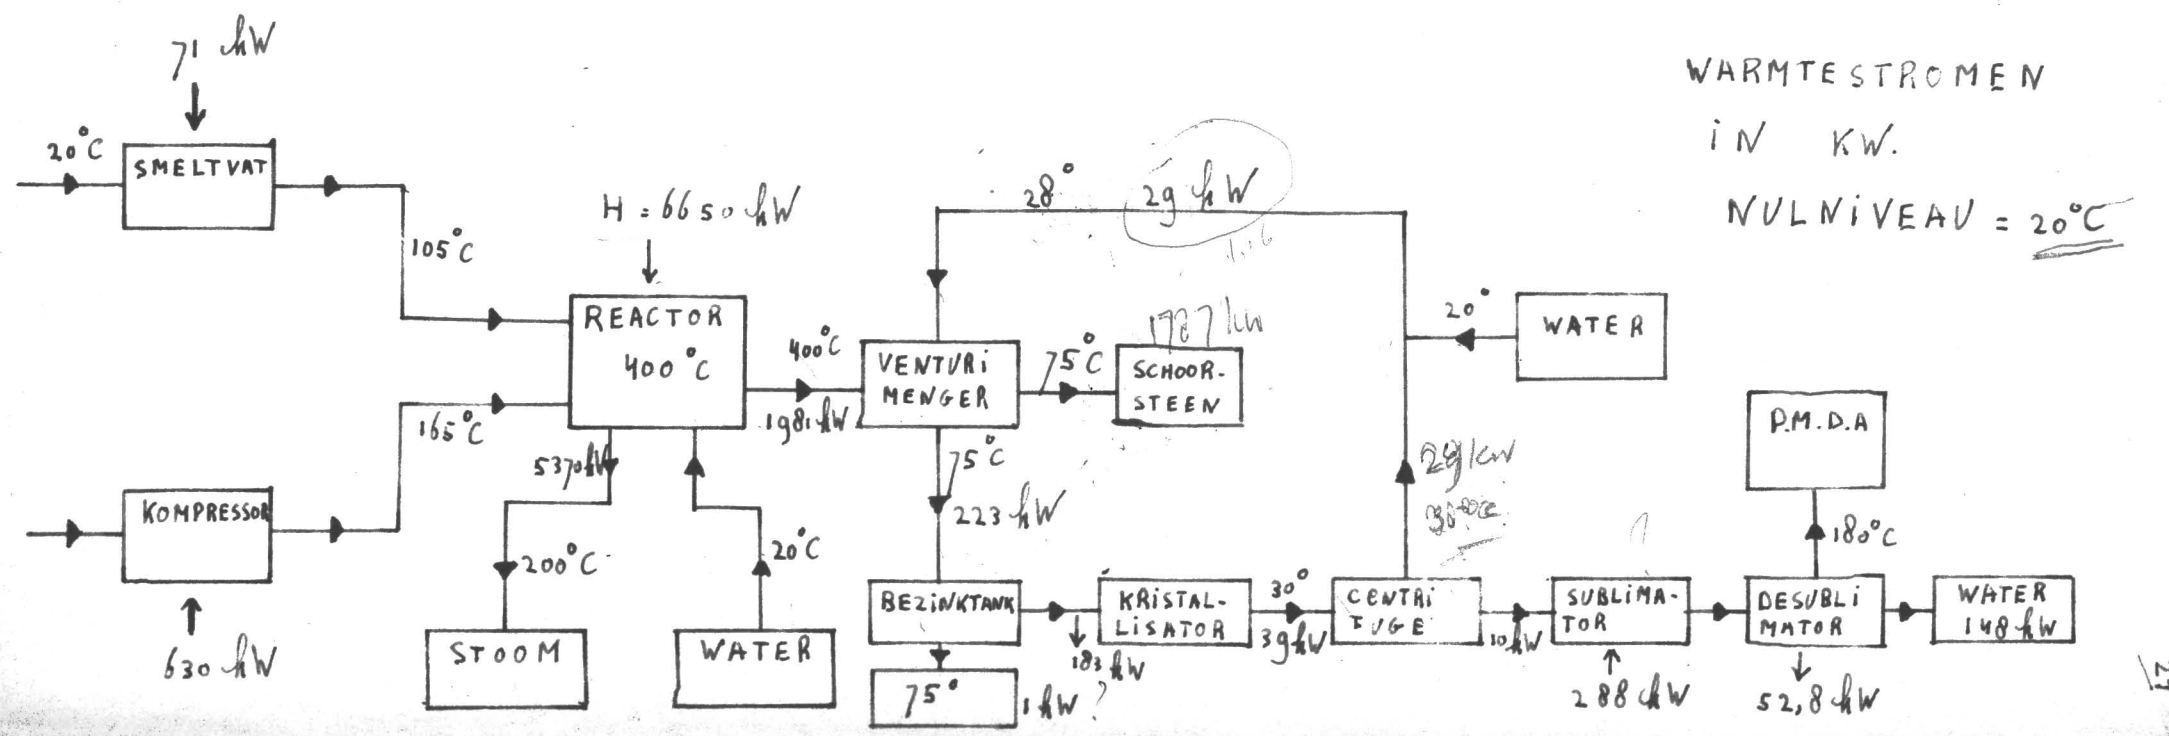 71 kW
20°C
SMELTVAT
105°C
H = 6650 kW
REACTOR
400°C
165°C
KOMPRESSOR
630 kW
5370 kW
200°C
STOOM
20°C
WATER
400°C
1981 kW
28° 29 kW
VENTURI
MENGER
75°C
1787 kW
SCHOOR-
STEEN
75°C
223 kW
BEZINKTANK
75°
1 kW?
183 kW
KRISTAL-
LISATOR
30°
39 kW
29 kW
CENTRI
FUGE
10 kW
20°
WATER
SUBLIMA-
TOR
288 kW
DESUBLI
MATOR
52,8 kW
180°C
P.M.D.A
WATER
148 kW
WARMTESTROMEN
IN KW.
NULNIVEAU = 20°C